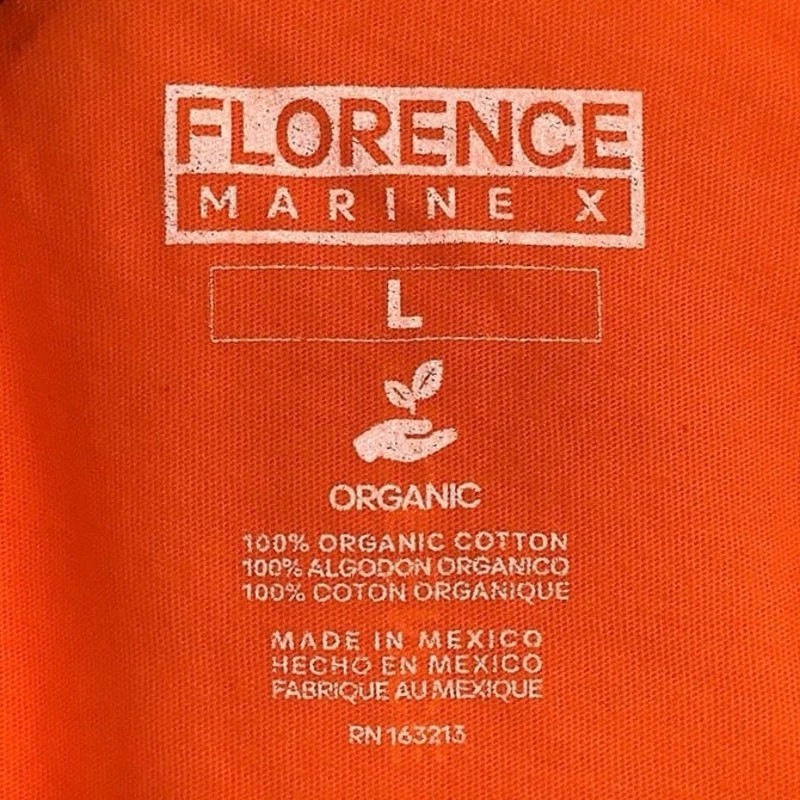 FLORENCE
MARINE X
L
ORGANIC
100% ORGANIC COTTON
100% ALGODON ORGANICO
100% COTON ORGANIQUE
MADE IN MEXICO
HECHO EN MEXICO
FABRIQUE AU MEXIQUE
RN 163213